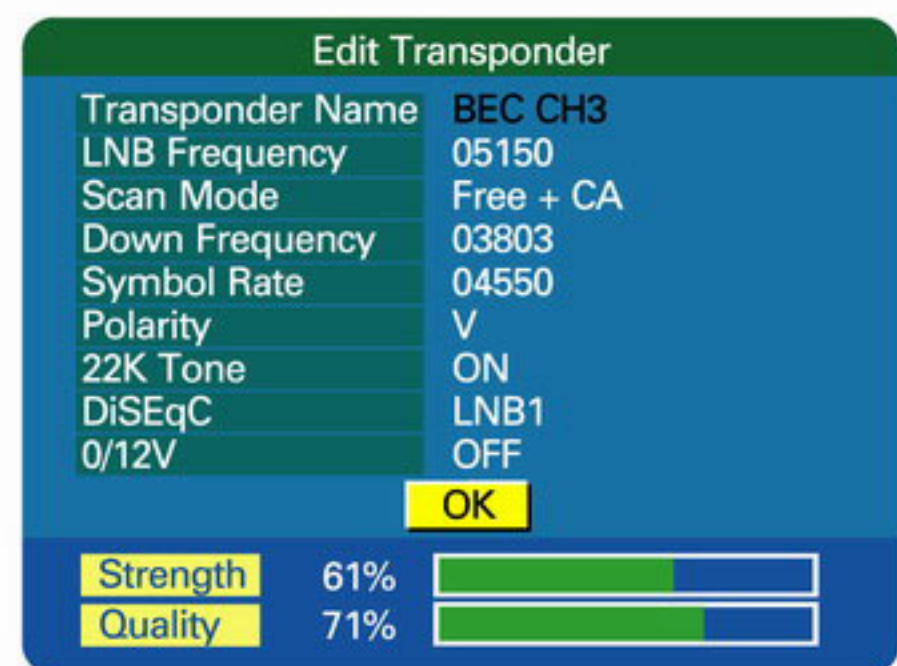 Edit Transponder
Transponder Name BEC CH3
LNB Frequency 05150
Scan Mode Free + CA
Down Frequency 03803
Symbol Rate 04550
Polarity V
22K Tone ON
DiSEqC LNB1
0/12V OFF
OK
Strength 61%
Quality 71%